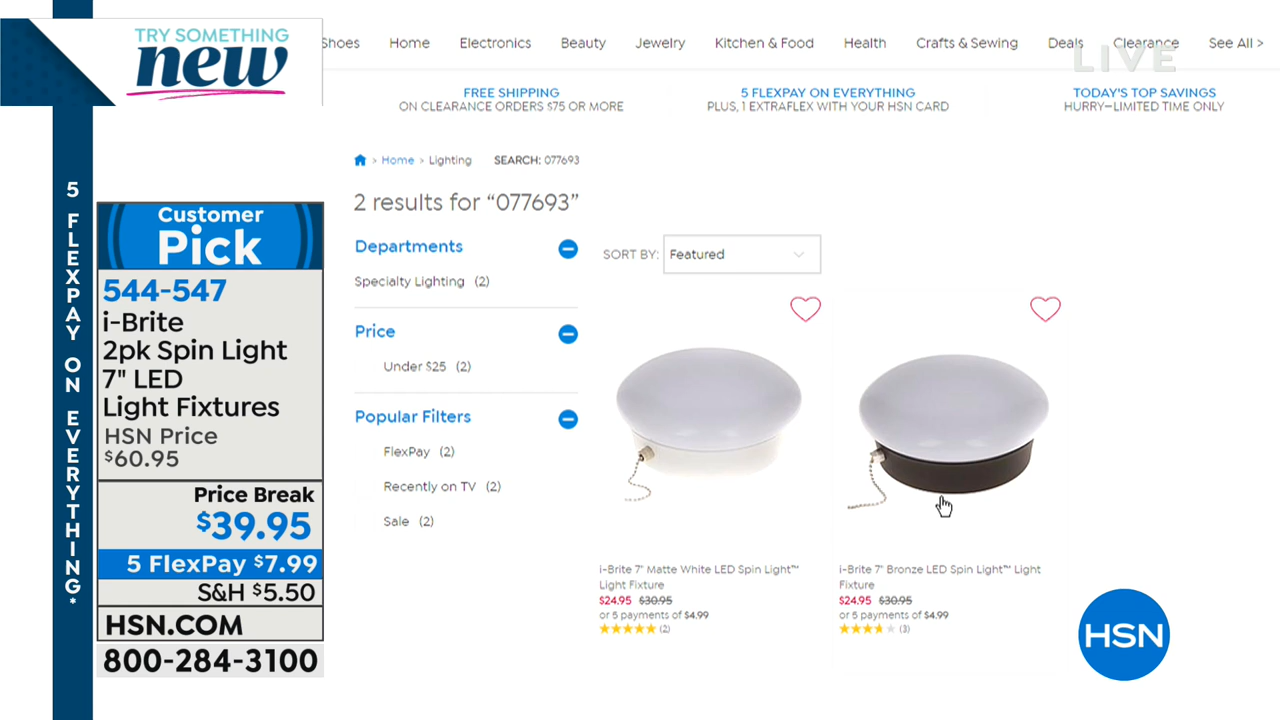 TRY SOMETHING
new
Shoes Home Electronics Beauty Jewelry Kitchen & Food Health Crafts & Sewing Deals Clearance See All >
LIVE
FREE SHIPPING
ON CLEARANCE ORDERS $75 OR MORE
5 FLEXPAY ON EVERYTHING
PLUS, 1 EXTRAFLEX WITH YOUR HSN CARD
TODAY'S TOP SAVINGS
HURRY—LIMITED TIME ONLY
5 FLEXPAY ON EVERYTHING*
Customer
Pick
544-547
i-Brite
2pk Spin Light
7" LED
Light Fixtures
HSN Price
$60.95
Price Break
$39.95
5 FlexPay $7.99
S&H $5.50
HSN.COM
800-284-3100
> Home > Lighting SEARCH: 077693
2 results for “077693”
Departments
Specialty Lighting (2)
Price
Under $25 (2)
Popular Filters
FlexPay (2)
Recently on TV (2)
Sale (2)
SORT BY: Featured
i-Brite 7" Matte White LED Spin Light™
Light Fixture
$24.95 $30.95
or 5 payments of $4.99
(2)
i-Brite 7" Bronze LED Spin Light™ Light
Fixture
$24.95 $30.95
or 5 payments of $4.99
(3)
HSN